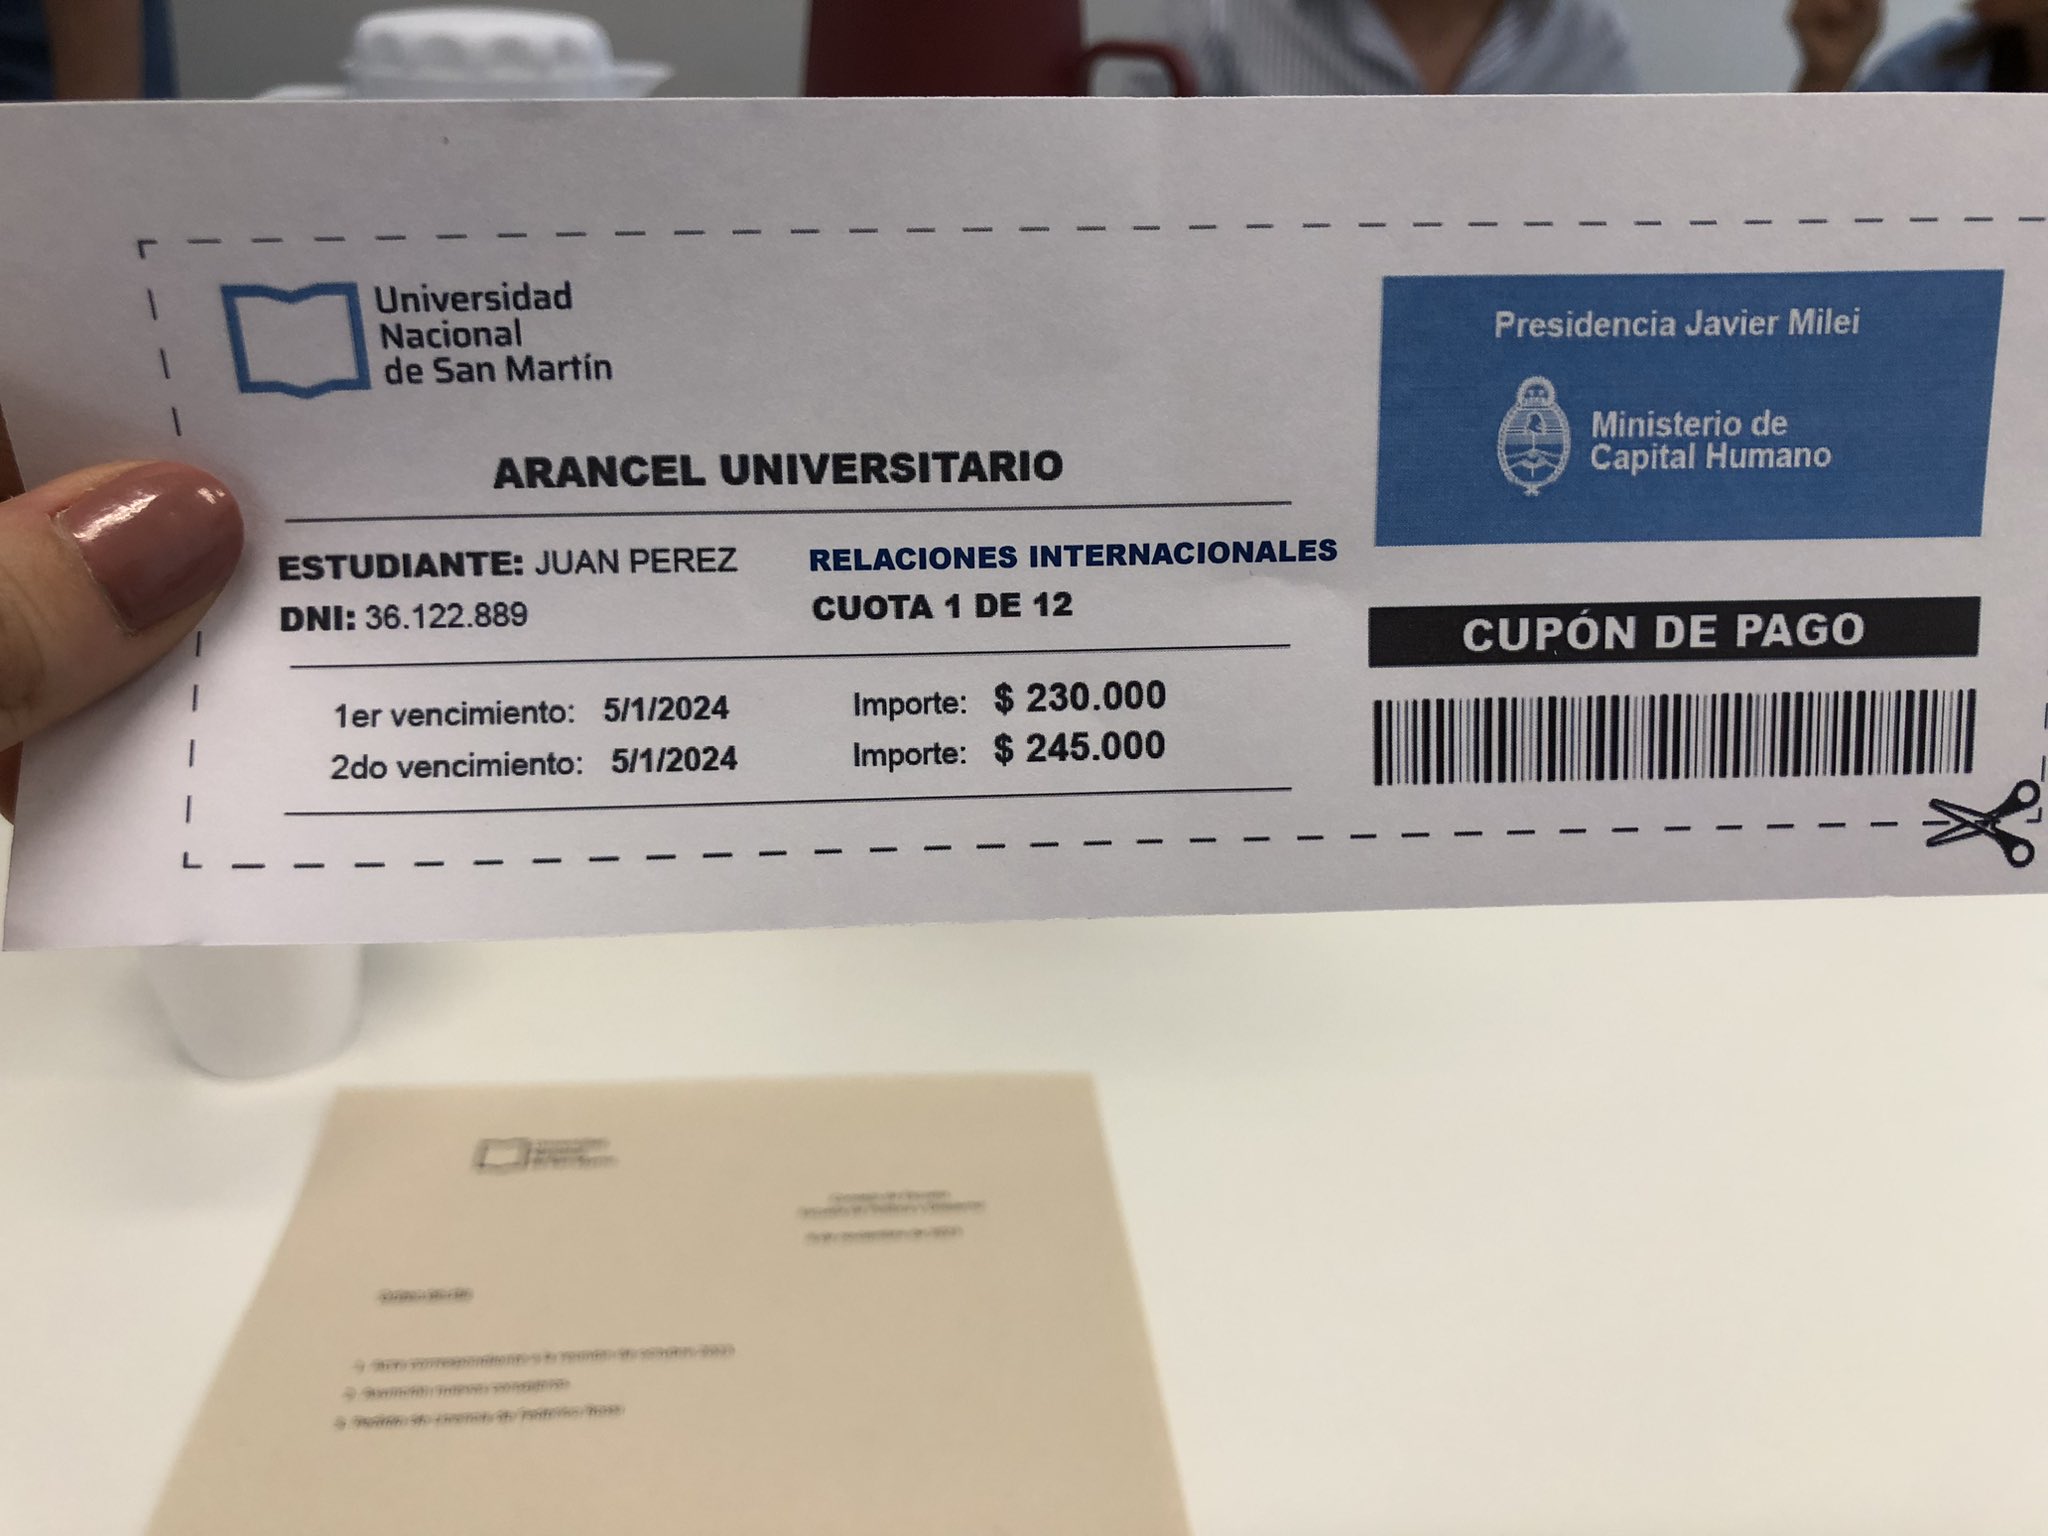 Universidad
Nacional
de San Martín
Presidencia Javier Milei
Ministerio de
Capital Humano
ARANCEL UNIVERSITARIO
ESTUDIANTE: JUAN PEREZ
RELACIONES INTERNACIONALES
DNI: 36.122.889
CUOTA 1 DE 12
CUPÓN DE PAGO
1er vencimiento: 5/1/2024 Importe: $ 230.000
2do vencimiento: 5/1/2024 Importe: $ 245.000